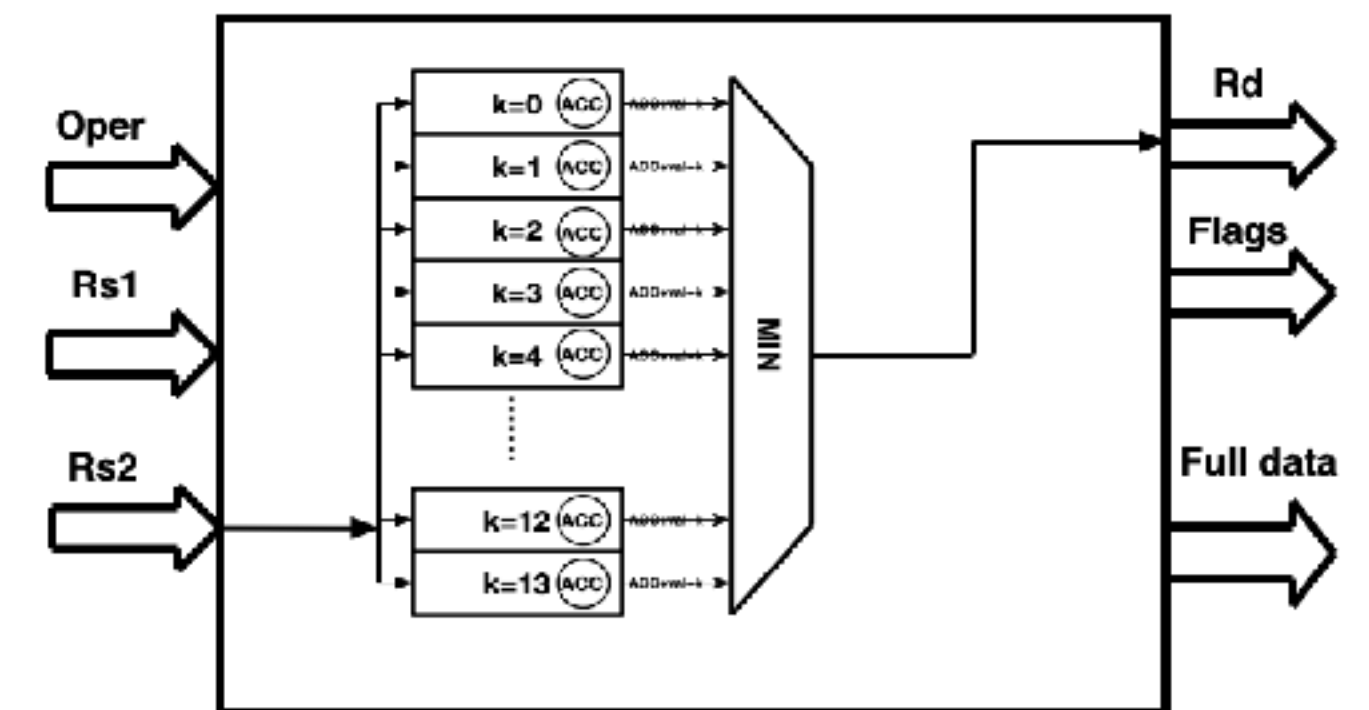 Oper
Rs1
Rs2
k=0 ACC
k=1 ACC
k=2 ACC
k=3 ACC
k=4 ACC
k=12 ACC
k=13 ACC
MIN
Rd
Flags
Full data